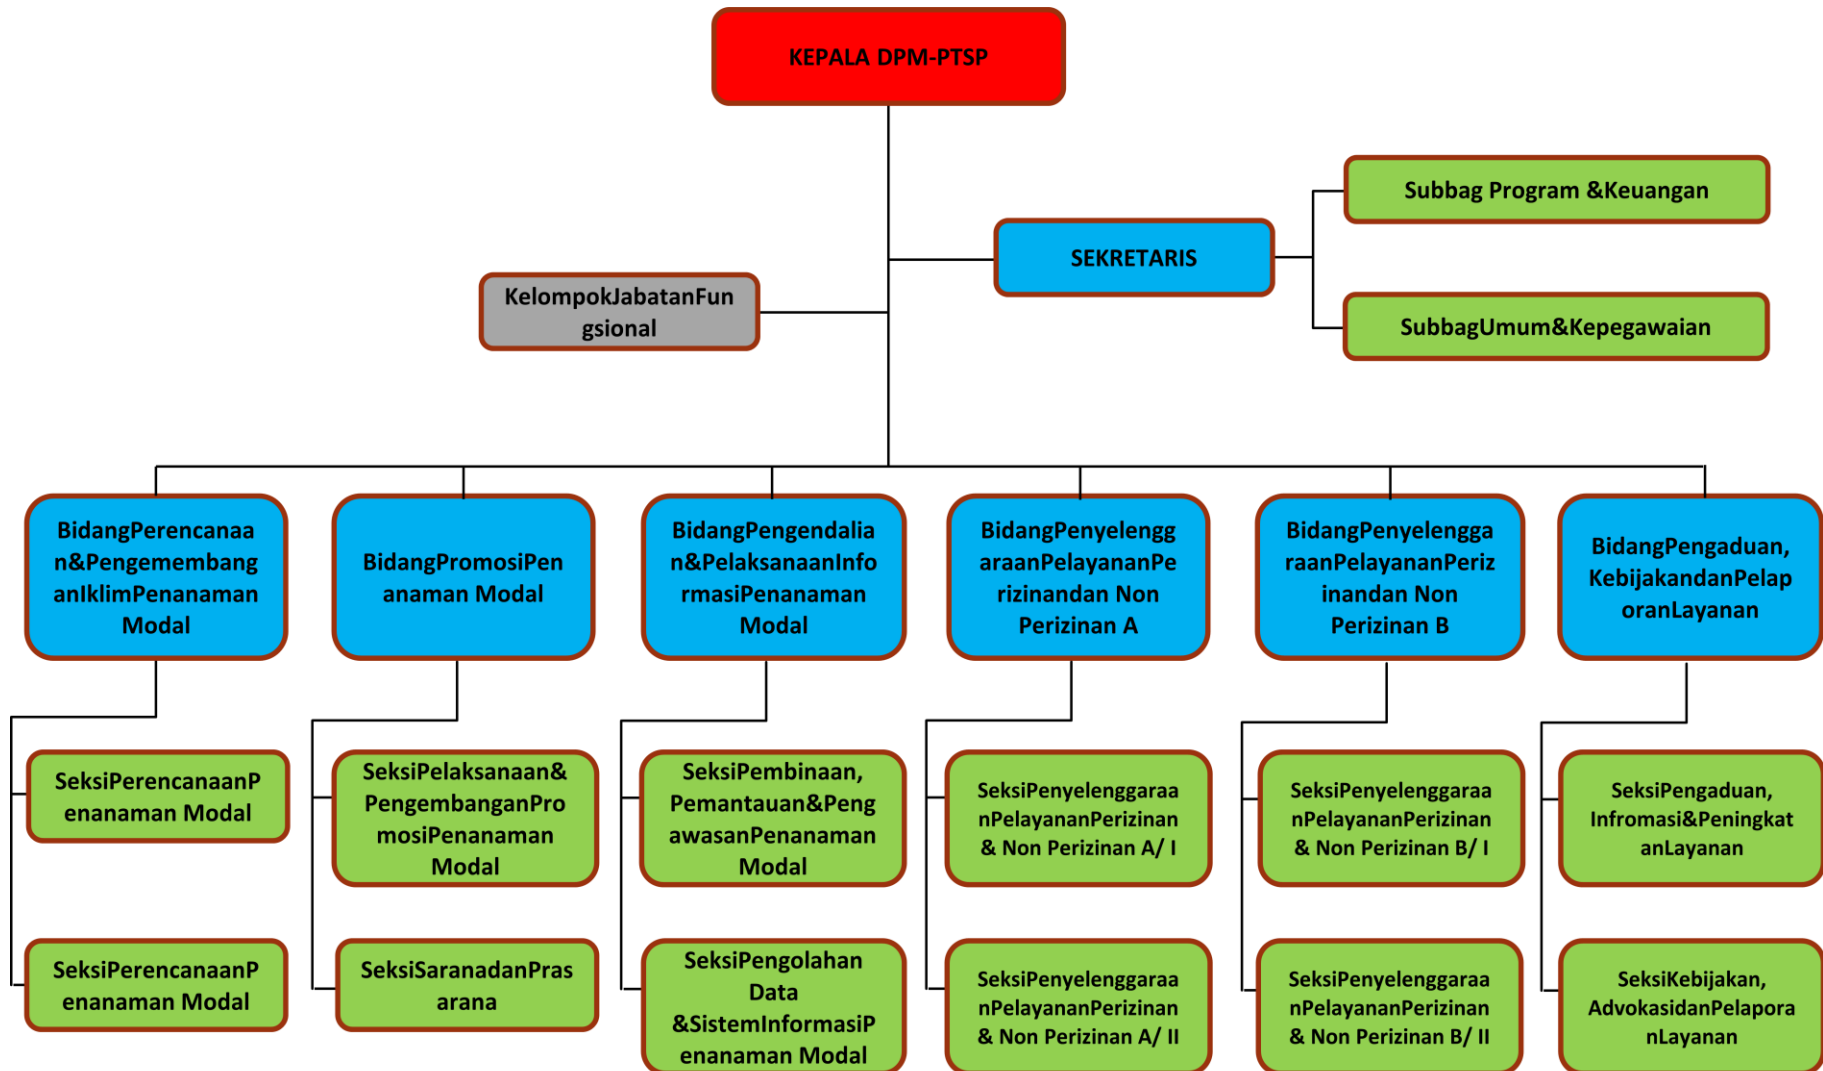 KEPALA DPM-PTSP
Subbag Program &Keuangan
SEKRETARIS
KelompokJabatanFun
gsional
SubbagUmum&Kepegawaian
BidangPerencanaa
n&Pengemembang
anIklimPenanaman
Modal
BidangPromosiPen
anaman Modal
BidangPengendalia
n&PelaksanaanInfo
rmasiPenanaman
Modal
BidangPenyelengg
araanPelayananPe
rizinandan Non
Perizinan A
BidangPenyelengga
raanPelayananPeriz
inandan Non
Perizinan B
BidangPengaduan,
KebijakandanPelap
oranLayanan
SeksiPerencanaanP
enanaman Modal
SeksiPelaksanaan&
PengembanganPro
mosiPenanaman
Modal
SeksiPembinaan,
Pemantauan&Peng
awasanPenanaman
Modal
SeksiPenyelenggaraa
nPelayananPerizinan
& Non Perizinan A/ I
SeksiPenyelenggaraa
nPelayananPerizinan
& Non Perizinan B/ I
SeksiPengaduan,
Infromasi&Peningkat
anLayanan
SeksiPerencanaanP
enanaman Modal
SeksiSaranadanPras
arana
SeksiPengolahan
Data
&SistemInformasiP
enanaman Modal
SeksiPenyelenggaraa
nPelayananPerizinan
& Non Perizinan A/ II
SeksiPenyelenggaraa
nPelayananPerizinan
& Non Perizinan B/ II
SeksiKebijakan,
AdvokasidanPelapora
nLayanan